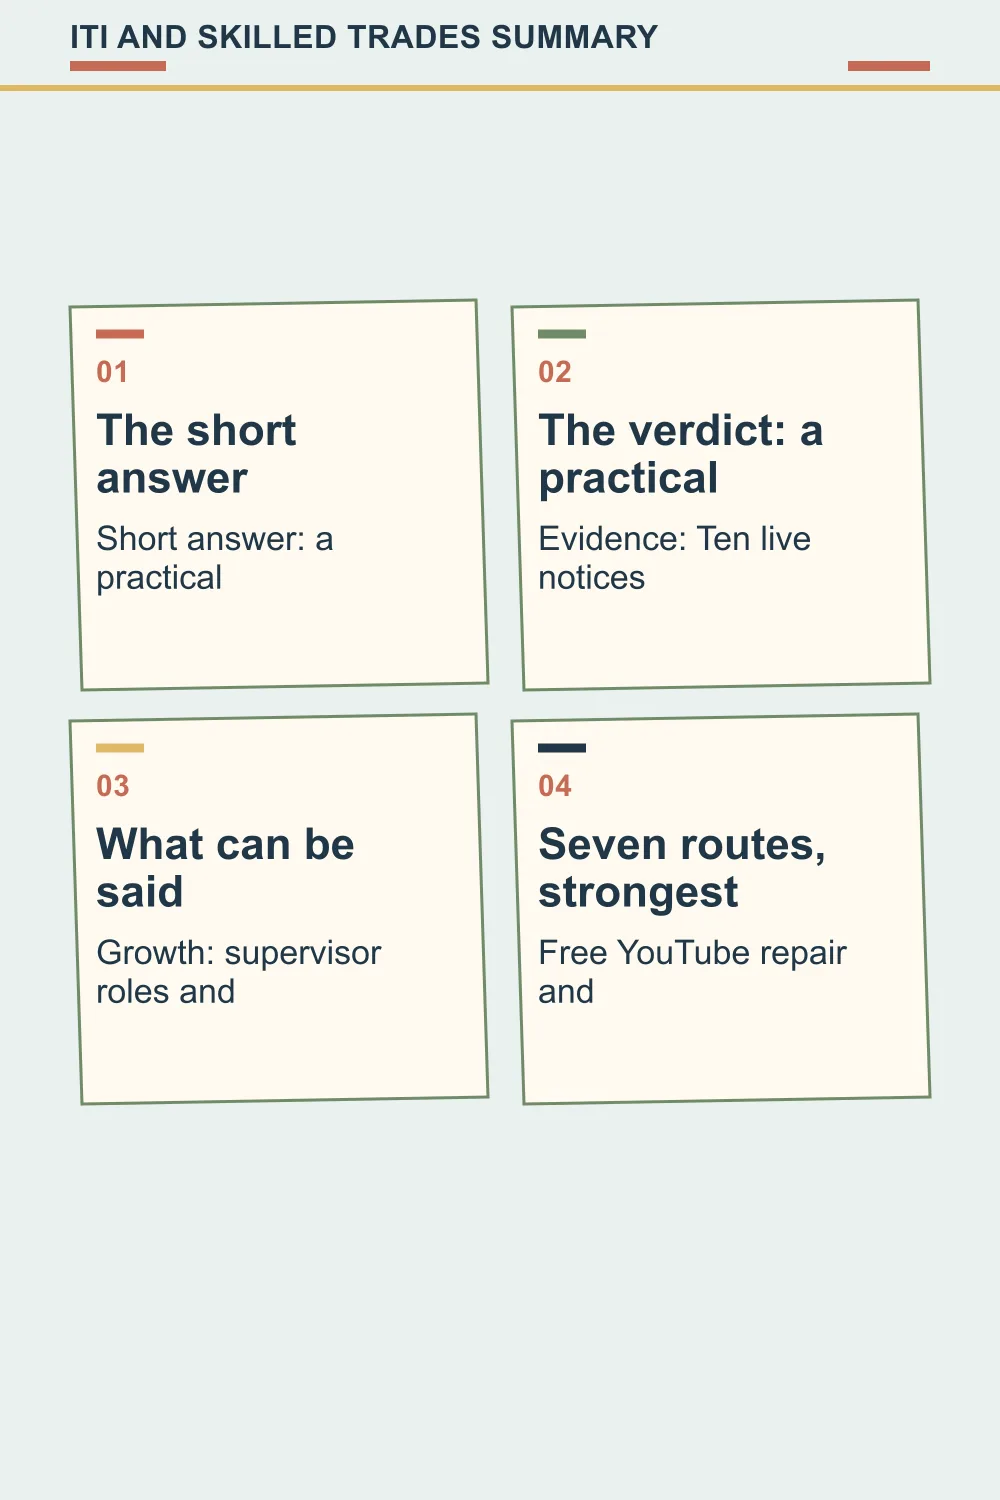 ITI AND SKILLED TRADES SUMMARY
01
The short
answer
Short answer: a
practical
02
The verdict: a
practical
Evidence: Ten live
notices
03
What can be
said
Growth: supervisor
roles and
04
Seven routes,
strongest
Free YouTube repair
and